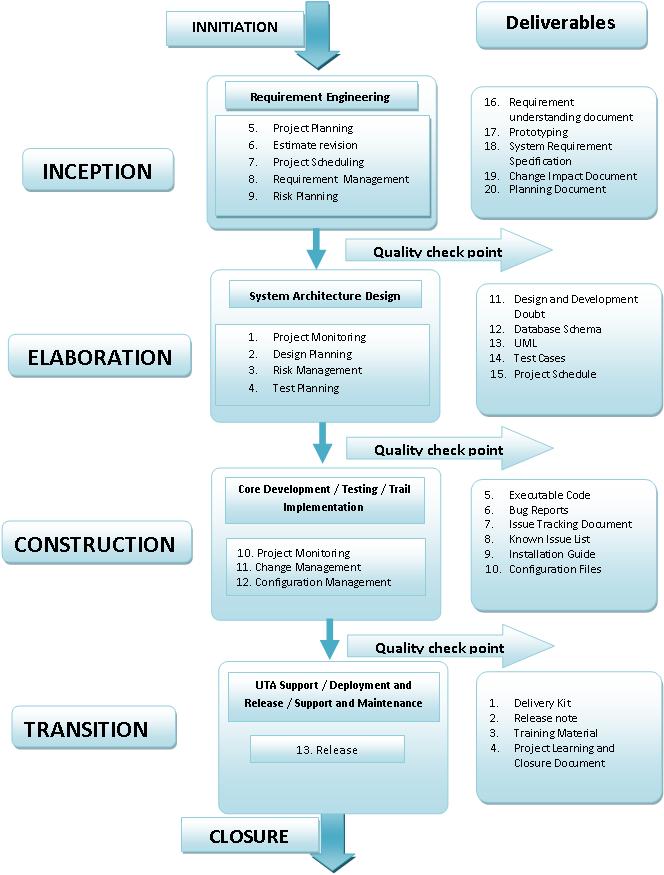 INNITIATION
Deliverables
Requirement Engineering
5. Project Planning
6. Estimate revision
7. Project Scheduling
8. Requirement Management
9. Risk Planning
INCEPTION
16. Requirement
understanding document
17. Prototyping
18. System Requirement
Specification
19. Change Impact Document
20. Planning Document
Quality check point
System Architecture Design
1. Project Monitoring
2. Design Planning
3. Risk Management
4. Test Planning
ELABORATION
11. Design and Development
Doubt
12. Database Schema
13. UML
14. Test Cases
15. Project Schedule
Quality check point
Core Development / Testing / Trail
Implementation
10. Project Monitoring
11. Change Management
12. Configuration Management
CONSTRUCTION
5. Executable Code
6. Bug Reports
7. Issue Tracking Document
8. Known Issue List
9. Installation Guide
10. Configuration Files
Quality check point
UTA Support / Deployment and
Release / Support and Maintenance
13. Release
TRANSITION
1. Delivery Kit
2. Release note
3. Training Material
4. Project Learning and
Closure Document
CLOSURE